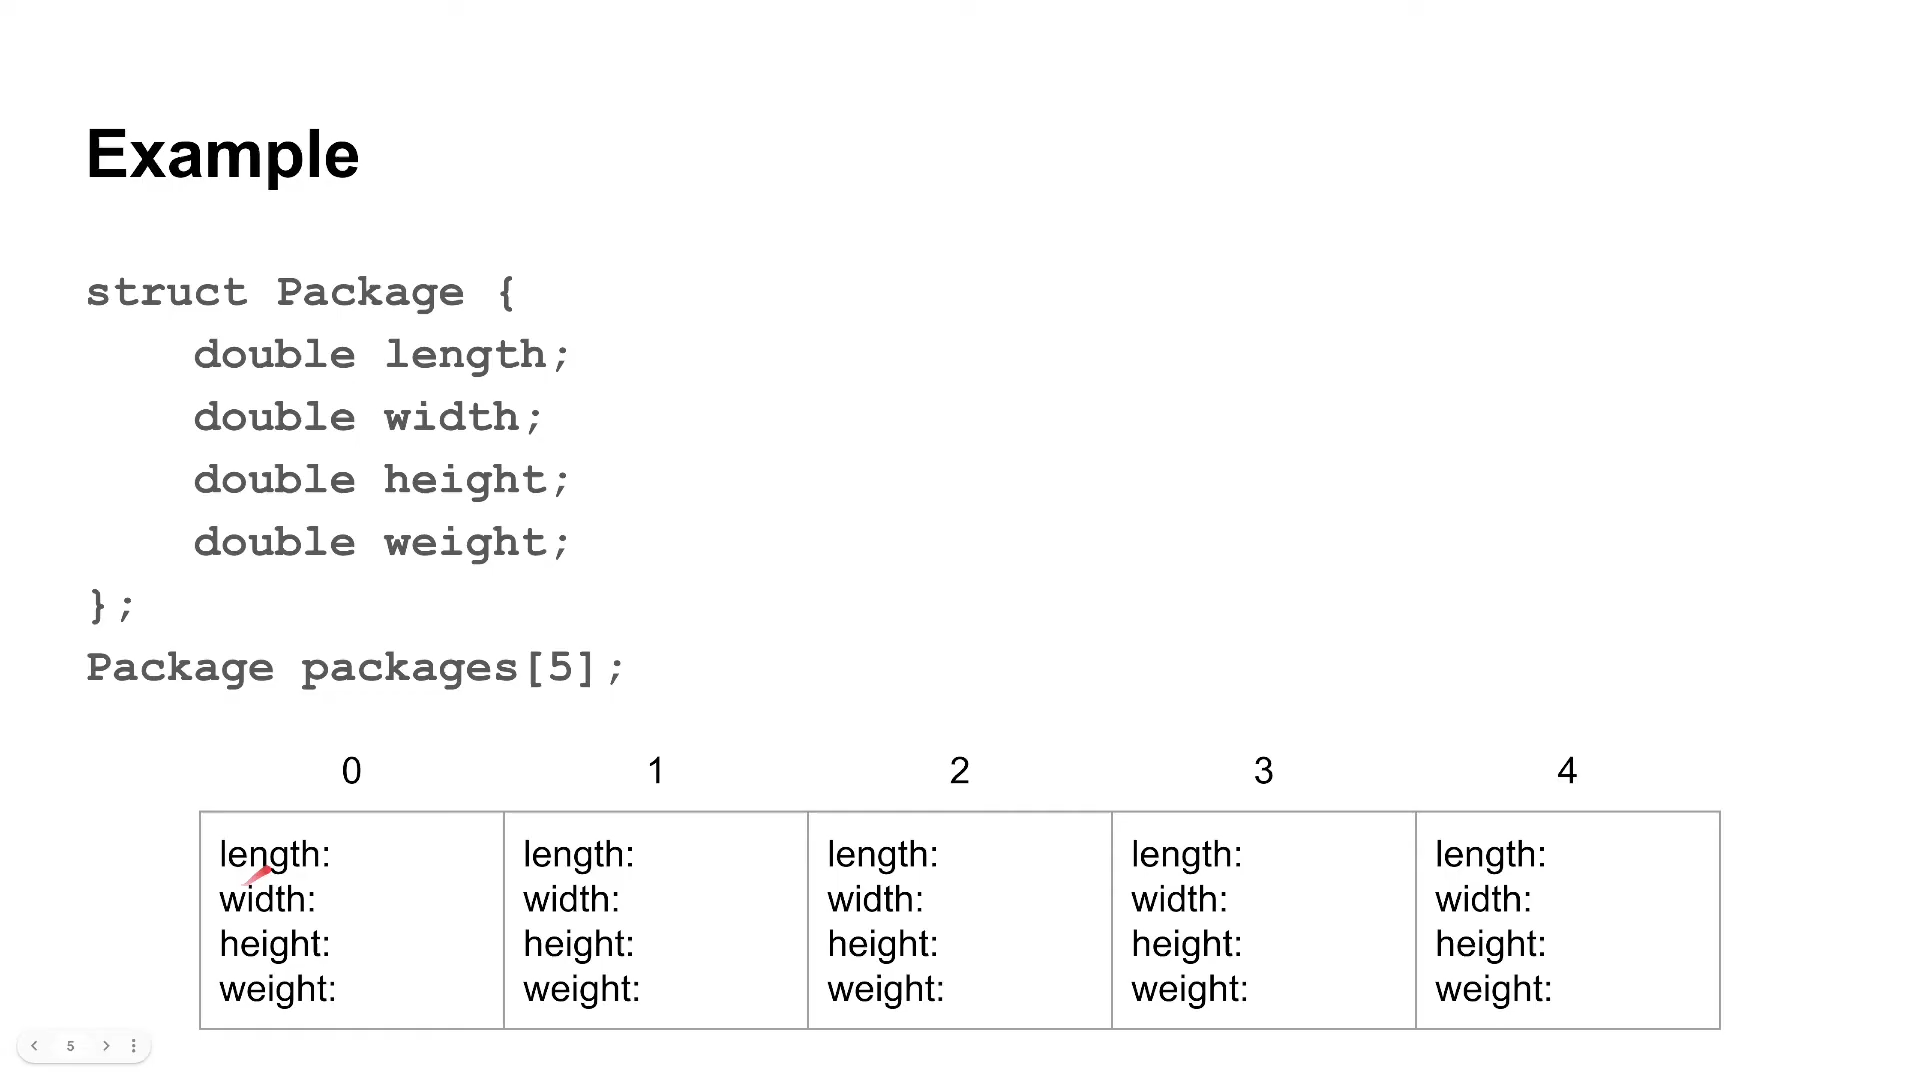 Example
struct Package {
    double length;
    double width;
    double height;
    double weight;
};
Package packages[5];
0 1 2 3 4
length: length: length: length: length:
width: width: width: width: width:
height: height: height: height: height:
weight: weight: weight: weight: weight:
5